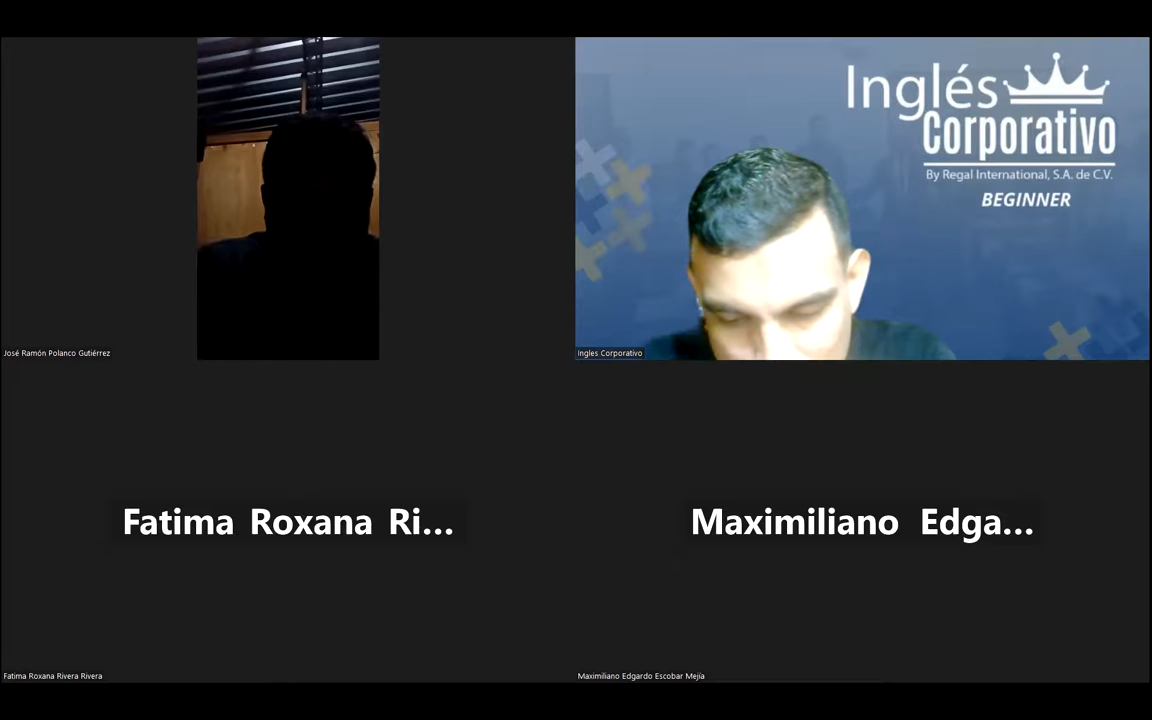 Inglés
Corporativo
By Regal International, S.A. de C.V.
BEGINNER
José Ramón Polanco Gutiérrez
Ingles Corporativo
Fatima Roxana Ri...
Maximiliano Edga...
Fatima Roxana Rivera Rivera
Maximiliano Edgardo Escobar Mejía